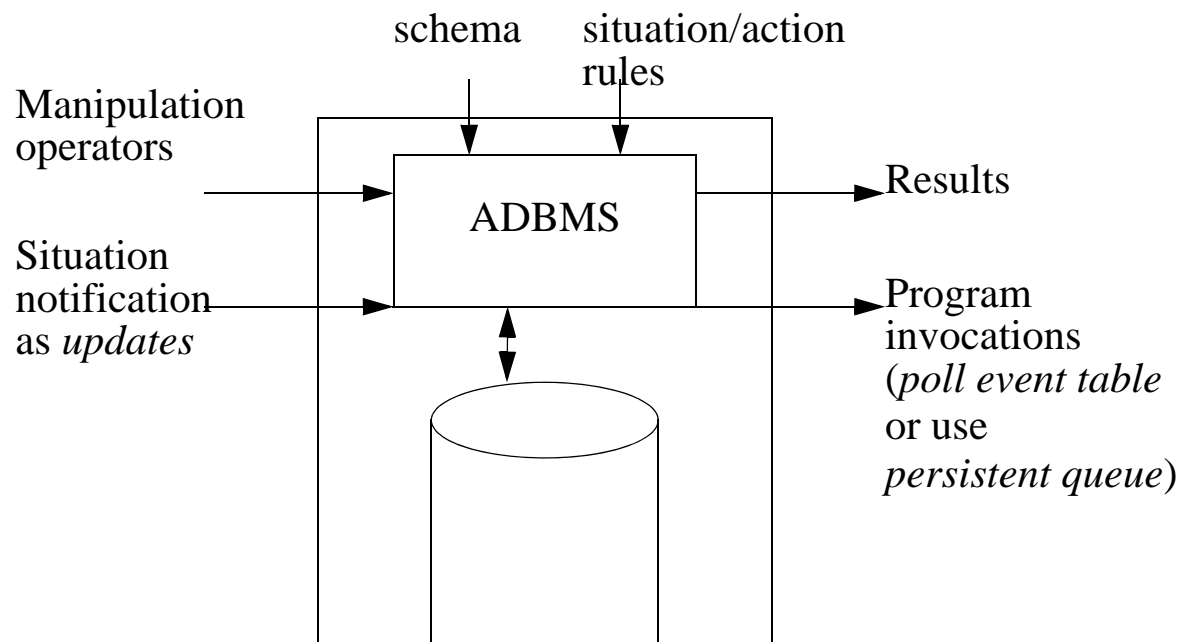 schema
situation/action
rules
Manipulation
operators
Results
ADBMS
Situation
notification
as updates
Program
invocations
(poll event table
or use
persistent queue)